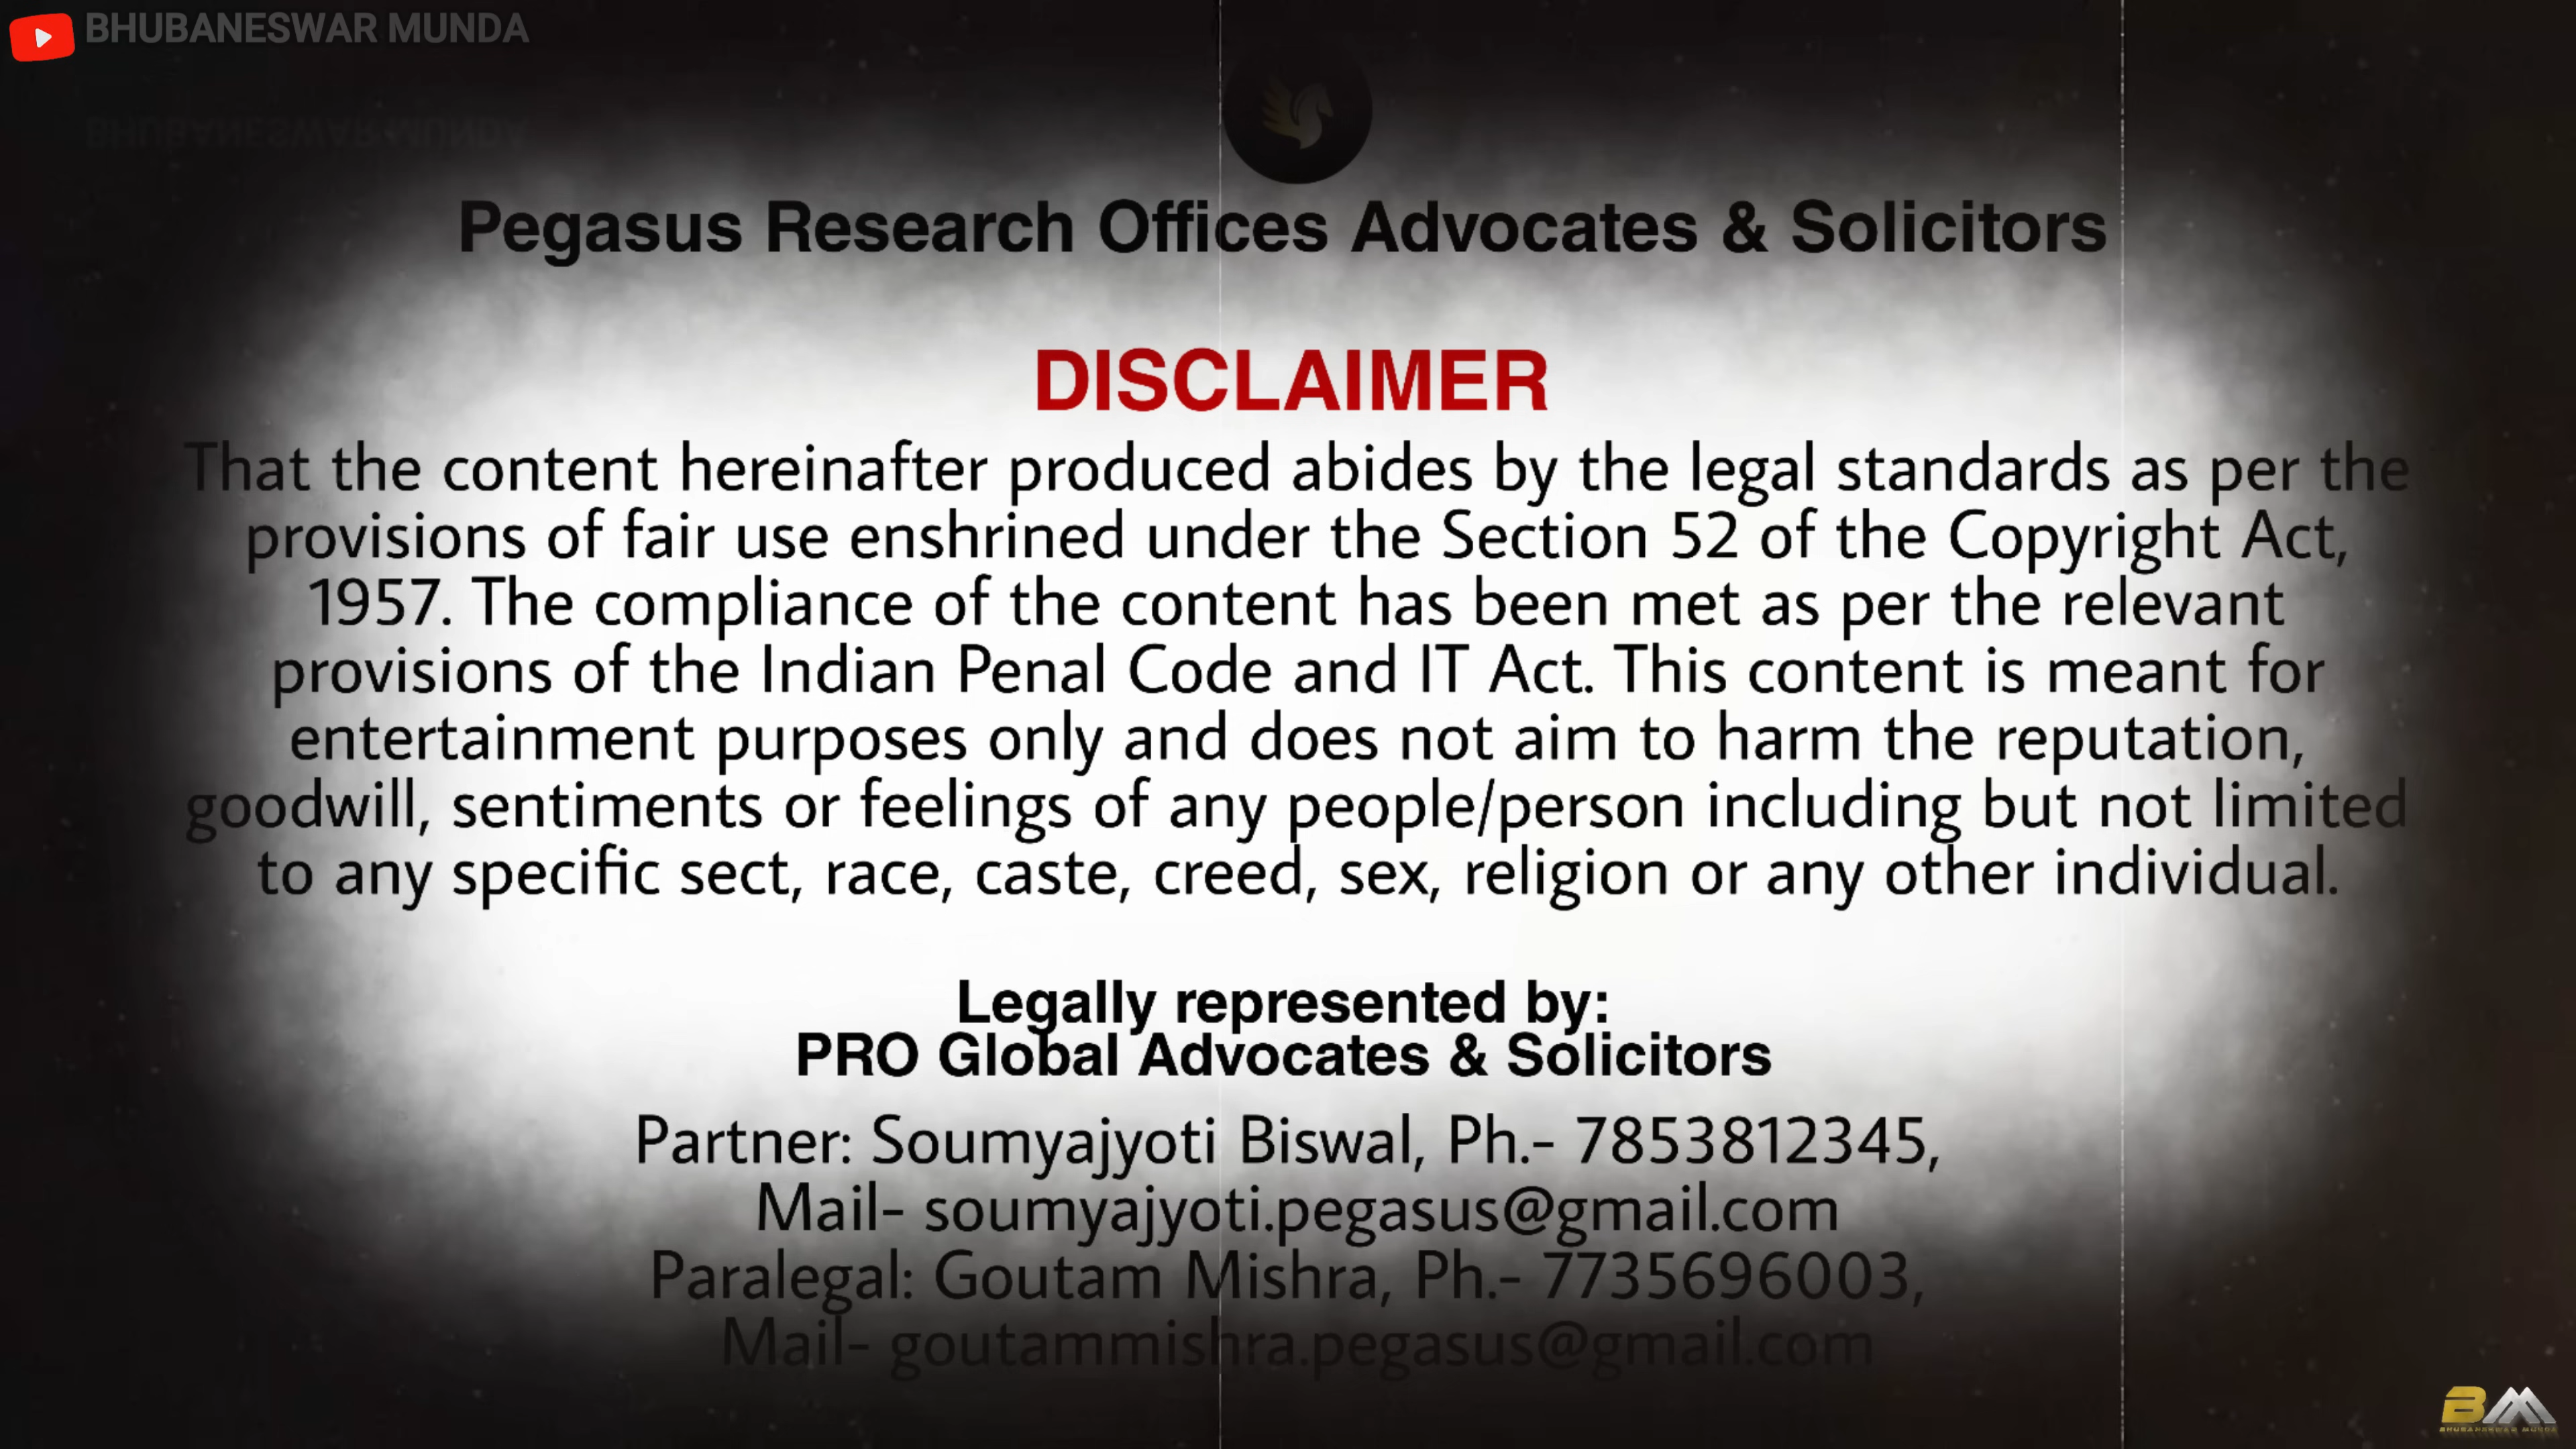 BHUBANESWAR MUNDA
Pegasus Research Offices Advocates & Solicitors
DISCLAIMER
That the content hereinafter produced abides by the legal standards as per the
provisions of fair use enshrined under the Section 52 of the Copyright Act,
1957. The compliance of the content has been met as per the relevant
provisions of the Indian Penal Code and IT Act. This content is meant for
entertainment purposes only and does not aim to harm the reputation,
goodwill, sentiments or feelings of any people/person including but not limited
to any specific sect, race, caste, creed, sex, religion or any other individual.
Legally represented by:
PRO Global Advocates & Solicitors
Partner: Soumyajyoti Biswal, Ph.- 7853812345,
Mail- soumyajyoti.pegasus@gmail.com
Paralegal: Goutam Mishra, Ph.- 7735696003,
Mail- goutammishra.pegasus@gmail.com
BM
BHUBANESWAR MUNDA